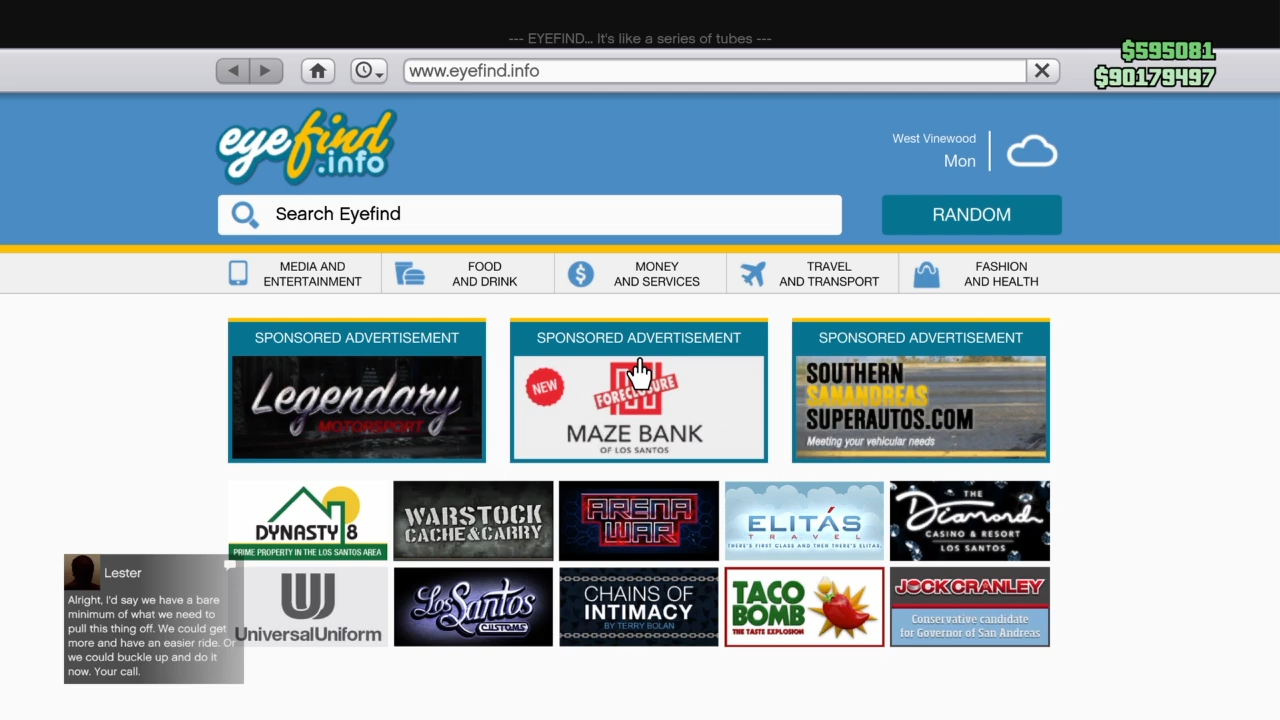 --- EYEFIND... It's like a series of tubes ---
$595081
$90179497
www.eyefind.info
eyefind
.info
West Vinewood
Mon
Search Eyefind
RANDOM
MEDIA AND
ENTERTAINMENT
FOOD
AND DRINK
MONEY
AND SERVICES
TRAVEL
AND TRANSPORT
FASHION
AND HEALTH
SPONSORED ADVERTISEMENT
Legendary
MOTORSPORT
SPONSORED ADVERTISEMENT
NEW
FORECLOSURE
MAZE BANK
OF LOS SANTOS
SPONSORED ADVERTISEMENT
SOUTHERN
SANANDREAS
SUPERAUTOS.COM
Meeting your vehicular needs
DYNASTY 8
PRIME PROPERTY IN THE LOS SANTOS AREA
WARSTOCK
CACHE&CARRY
ARENA
WAR
ELITÁS
TRAVEL
THERE'S FIRST CLASS AND THEN THERE'S ELITÁS.
THE
Diamond
CASINO & RESORT
LOS SANTOS
UniversalUniform
Los Santos
CUSTOMS
CHAINS OF
INTIMACY
BY TERRY BOLAN
TACO
BOMB
THE TASTE EXPLOSION
JOCK CRANLEY
Conservative candidate
for Governor of San Andreas
Lester
Alright, I'd say we have a bare
minimum of what we need to
pull this thing off. We could get
more and have an easier ride. Or
we could buckle up and do it
now. Your call.